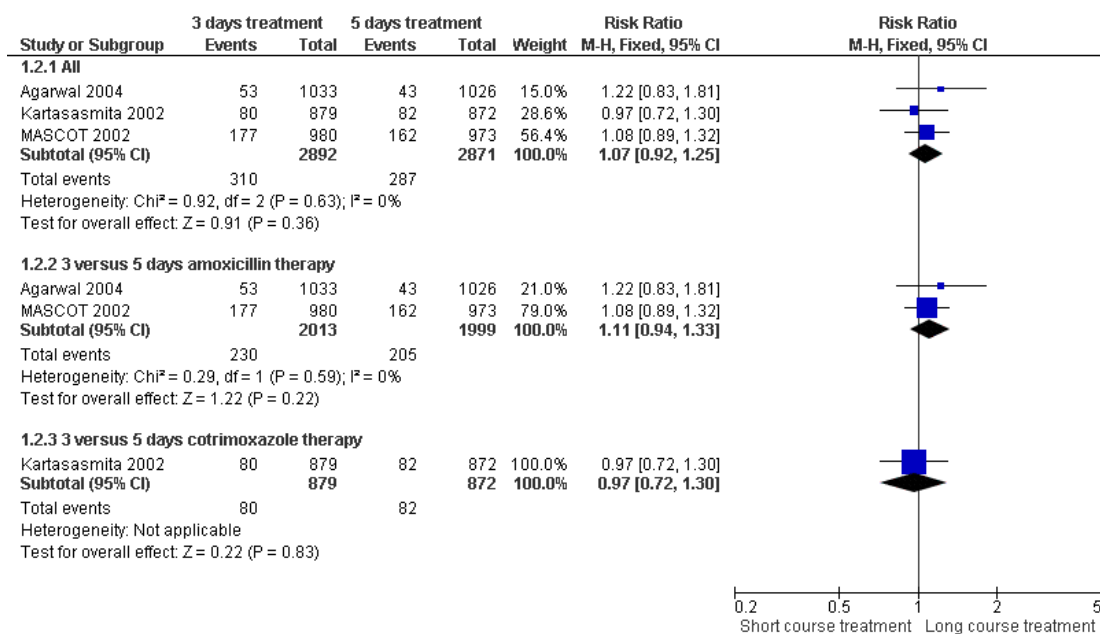 3 days treatment 5 days treatment Risk Ratio Risk Ratio
Study or Subgroup Events Total Events Total Weight M-H, Fixed, 95% CI M-H, Fixed, 95% CI
1.2.1 All
Agarwal 2004 53 1033 43 1026 15.0% 1.22 [0.83, 1.81]
Kartasasmita 2002 80 879 82 872 28.6% 0.97 [0.72, 1.30]
MASCOT 2002 177 980 162 973 56.4% 1.08 [0.89, 1.32]
Subtotal (95% CI) 2892 2871 100.0% 1.07 [0.92, 1.25]
Total events 310 287
Heterogeneity: Chi² = 0.92, df = 2 (P = 0.63); I² = 0%
Test for overall effect: Z = 0.91 (P = 0.36)
1.2.2 3 versus 5 days amoxicillin therapy
Agarwal 2004 53 1033 43 1026 21.0% 1.22 [0.83, 1.81]
MASCOT 2002 177 980 162 973 79.0% 1.08 [0.89, 1.32]
Subtotal (95% CI) 2013 1999 100.0% 1.11 [0.94, 1.33]
Total events 230 205
Heterogeneity: Chi² = 0.29, df = 1 (P = 0.59); I² = 0%
Test for overall effect: Z = 1.22 (P = 0.22)
1.2.3 3 versus 5 days cotrimoxazole therapy
Kartasasmita 2002 80 879 82 872 100.0% 0.97 [0.72, 1.30]
Subtotal (95% CI) 879 872 100.0% 0.97 [0.72, 1.30]
Total events 80 82
Heterogeneity: Not applicable
Test for overall effect: Z = 0.22 (P = 0.83)
0.2 0.5 1 2 5
Short course treatment Long course treatment